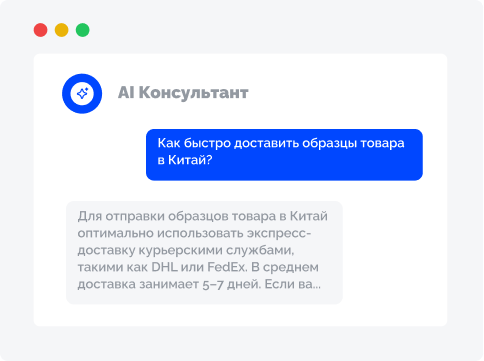 AI Консультант
Как быстро доставить образцы товара
в Китай?
Для отправки образцов товара в Китай
оптимально использовать экспресс-
доставку курьерскими службами,
такими как DHL или FedEx. В среднем
доставка занимает 5–7 дней. Если ва...